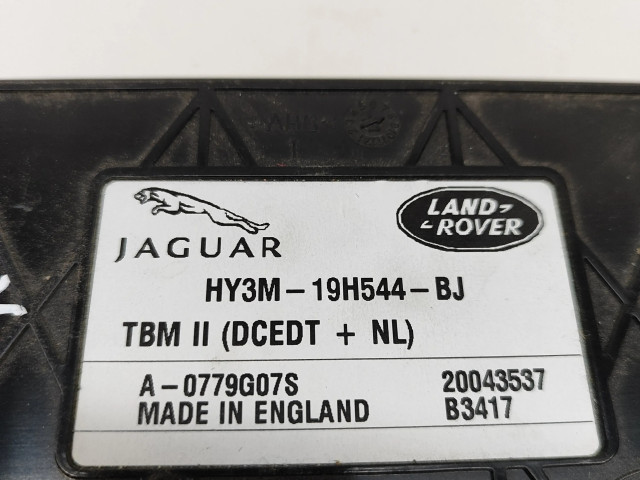 JAGUAR
LAND-
ROVER
HY3M-19H544-BJ
TBM II (DCEDT + NL)
A-0779G07S 20043537
MADE IN ENGLAND B3417